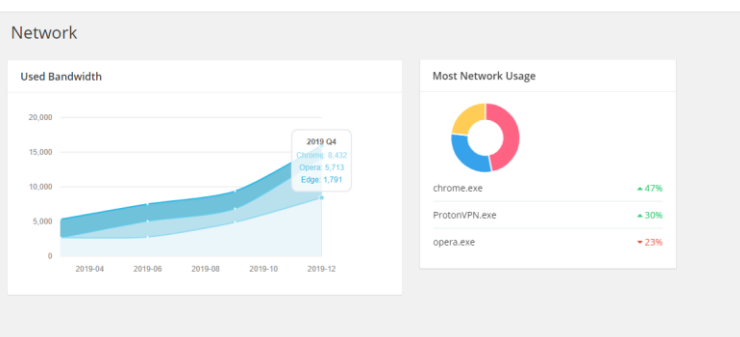 Network
Used Bandwidth
20,000
15,000
10,000
5,000
0
2019-04 2019-06 2019-08 2019-10 2019-12
2019 Q4
Chrome: 8,432
Opera: 5,713
Edge: 1,791
Most Network Usage
chrome.exe 47%
ProtonVPN.exe 30%
opera.exe 23%